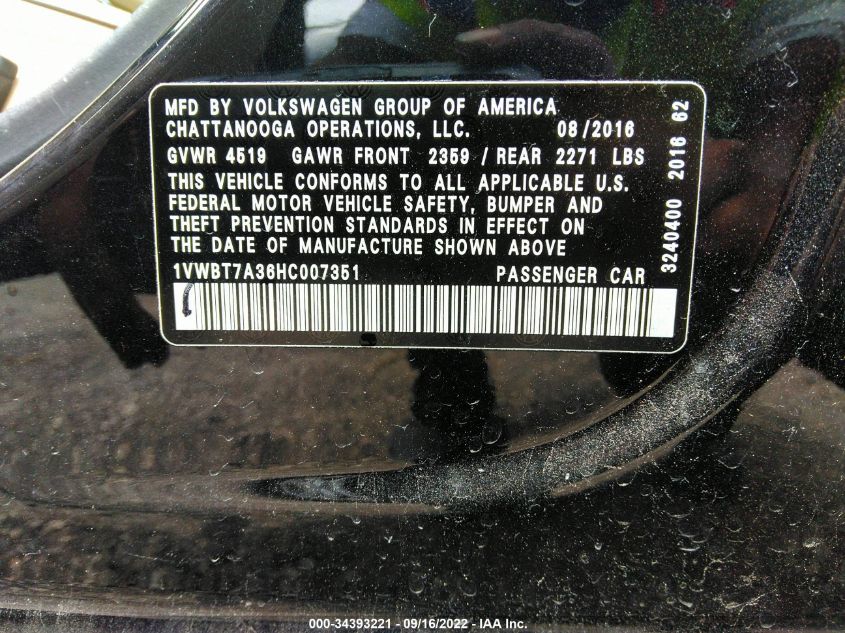 MFD BY VOLKSWAGEN GROUP OF AMERICA
CHATTANOOGA OPERATIONS, LLC. 08/2016
GVWR 4519 GAWR FRONT 2359 / REAR 2271 LBS
THIS VEHICLE CONFORMS TO ALL APPLICABLE U.S.
FEDERAL MOTOR VEHICLE SAFETY, BUMPER AND
THEFT PREVENTION STANDARDS IN EFFECT ON
THE DATE OF MANUFACTURE SHOWN ABOVE
1VWBT7A36HC007351 PASSENGER CAR
3240400 2016 62
000-34393221 - 09/16/2022 - IAA Inc.